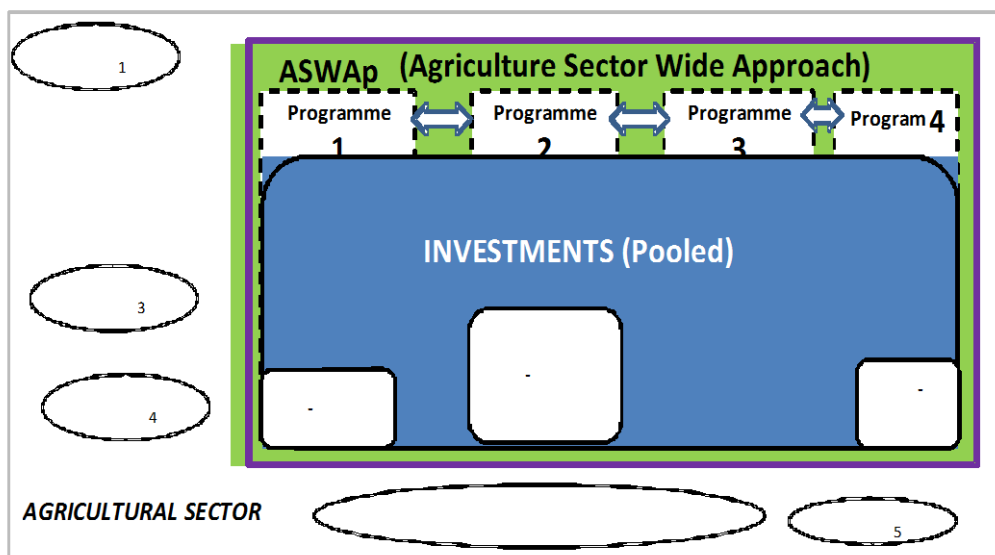 1
ASWAp (Agriculture Sector Wide Approach)
Programme 1
Programme 2
Programme 3
Program 4
INVESTMENTS (Pooled)
3
4
-
-
-
AGRICULTURAL SECTOR
5